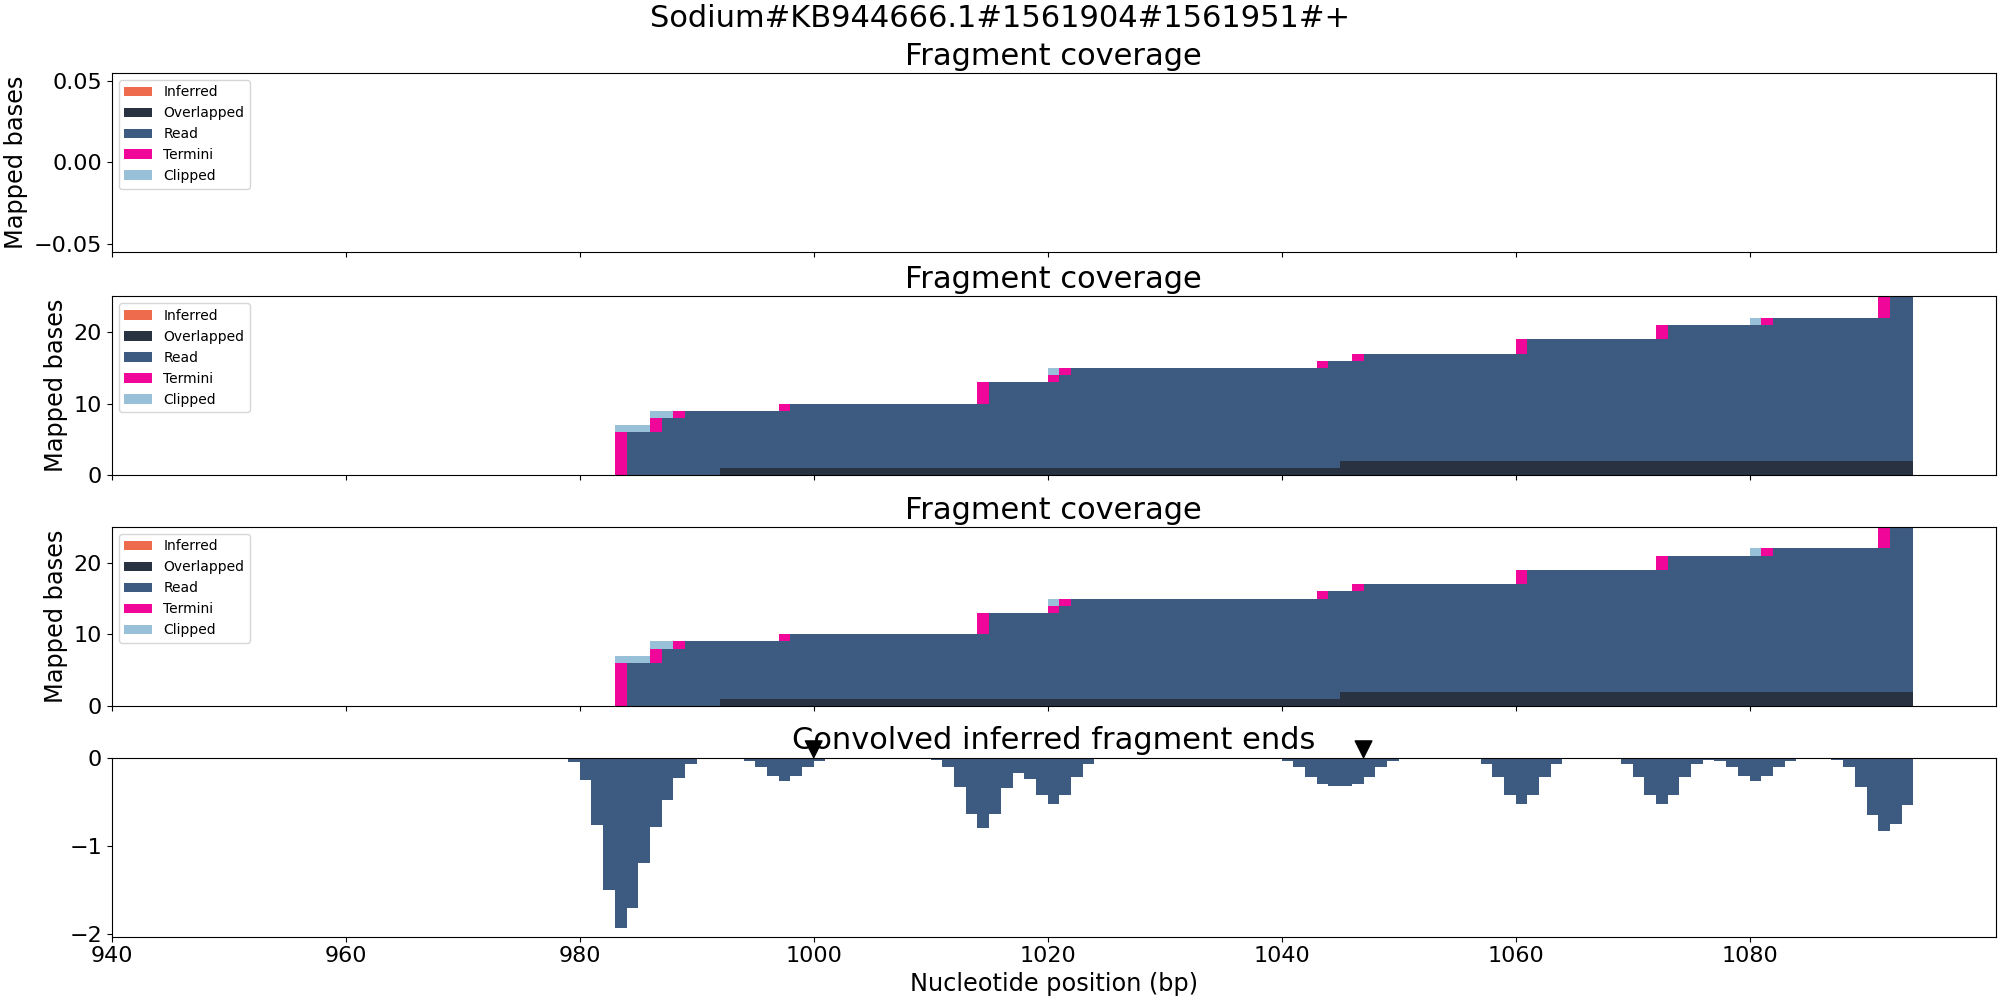 Sodium#KB944666.1#1561904#1561951#+
Fragment coverage
Mapped bases
0.05
0.00
−0.05
Inferred
Overlapped
Read
Termini
Clipped
Fragment coverage
Mapped bases
20
10
0
Inferred
Overlapped
Read
Termini
Clipped
Fragment coverage
Mapped bases
20
10
0
Inferred
Overlapped
Read
Termini
Clipped
Convolved inferred fragment ends
0
−1
−2
940 960 980 1000 1020 1040 1060 1080
Nucleotide position (bp)